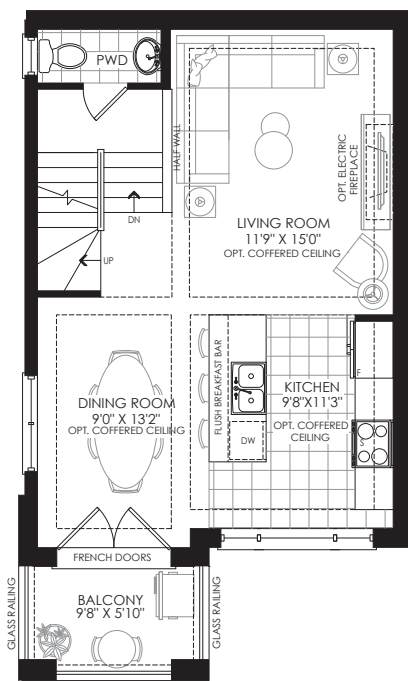 PWD
HALF WALL
OPT. ELECTRIC
FIREPLACE
DN
LIVING ROOM
11'9" X 15'0"
OPT. COFFERED CEILING
UP
FLUSH BREAKFAST BAR
F
KITCHEN
9'8"X11'3"
OPT. COFFERED
CEILING
DINING ROOM
9'0" X 13'2"
OPT. COFFERED CEILING
DW
S
FRENCH DOORS
GLASS RAILING
BALCONY
9'8" X 5'10"
GLASS RAILING